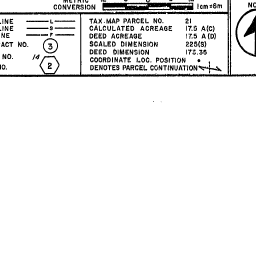 METRIC
CONVERSION
1cm=6m
NO
LINE L
LINE S
INE F
ACT NO. 3
NO. 14
NO. 2
TAX MAP PARCEL NO. 21
CALCULATED ACREAGE 17.5 A(C)
DEED ACREAGE 17.5 A(D)
SCALED DIMENSION 225(S)
DEED DIMENSION 175.35
COORDINATE LOC. POSITION
DENOTES PARCEL CONTINUATION